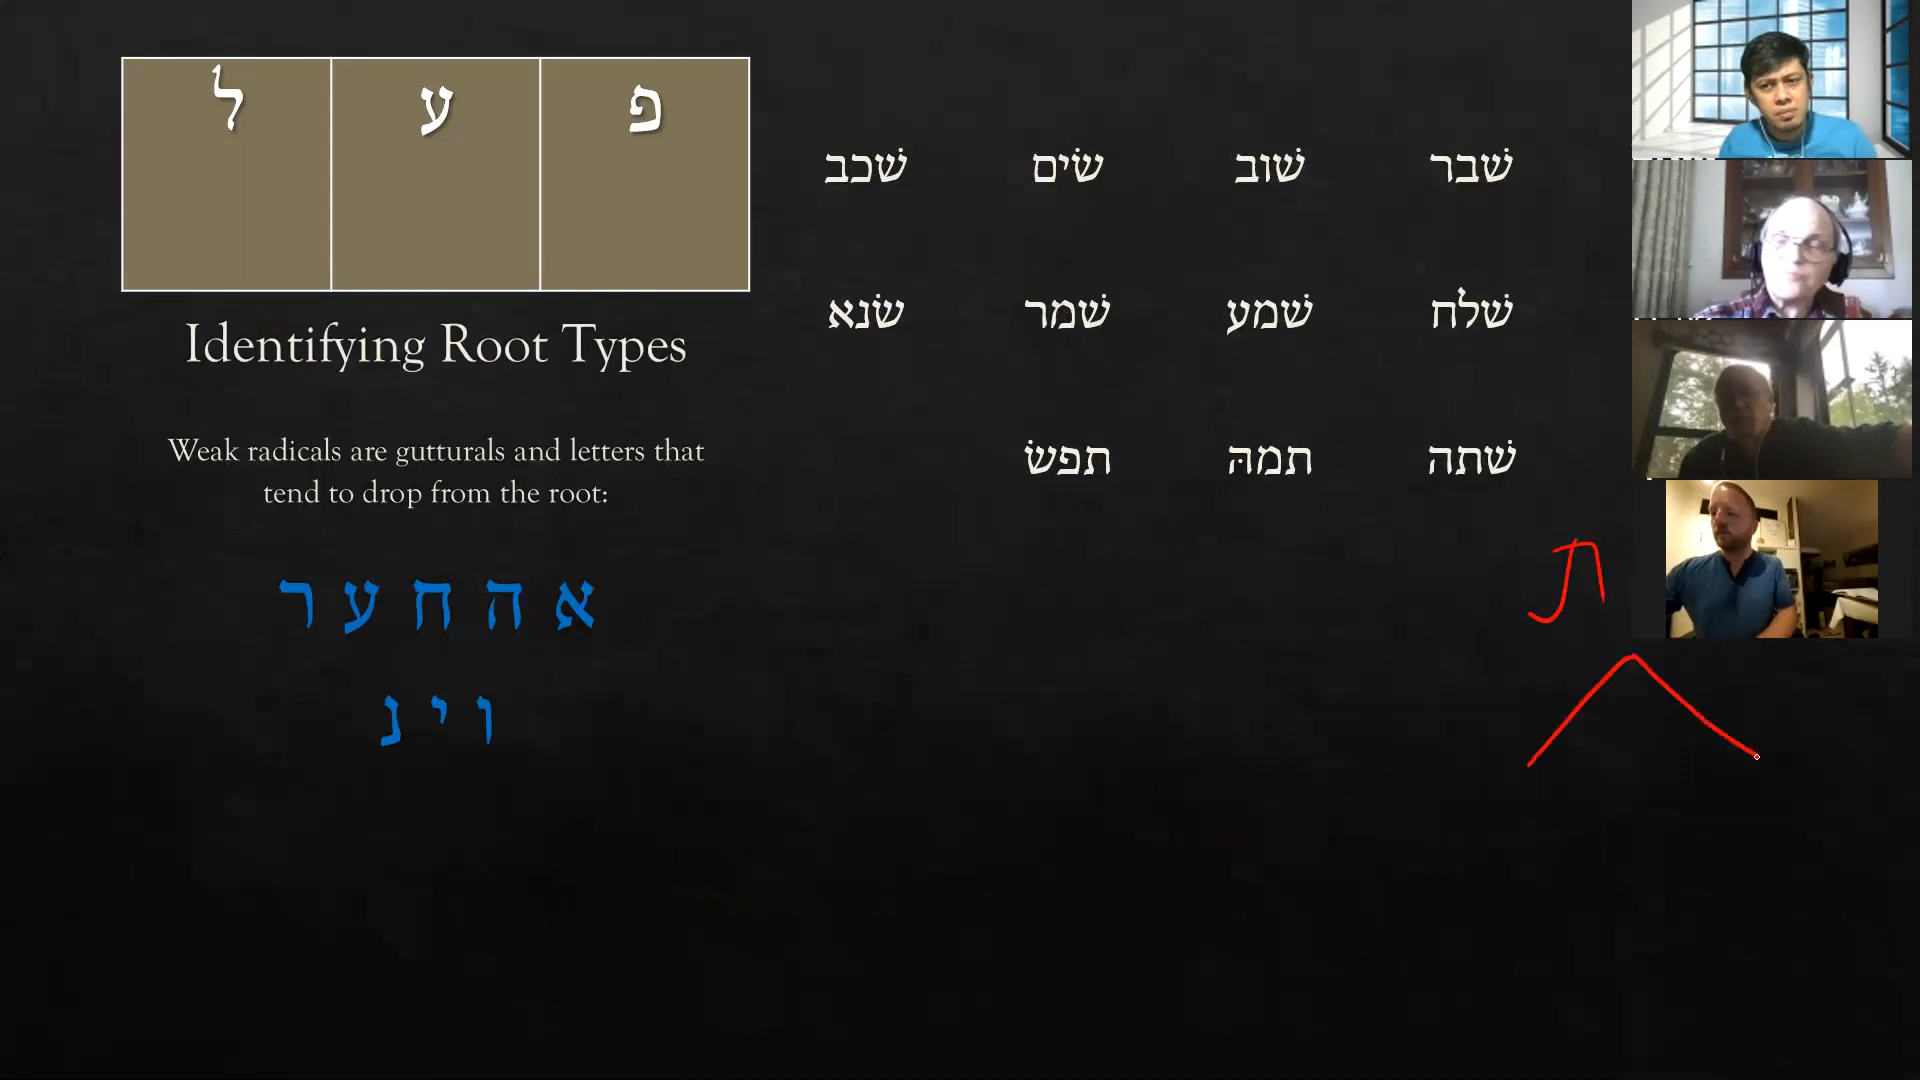 פ ע ל
Identifying Root Types
Weak radicals are gutturals and letters that
tend to drop from the root:
א ה ח ע ר
ו י נ
שׁבר שׁוב שׂים שׁכב
שׁלח שׁמע שׁמר שׂנא
שׁתה תמהּ תפשׂ
ת